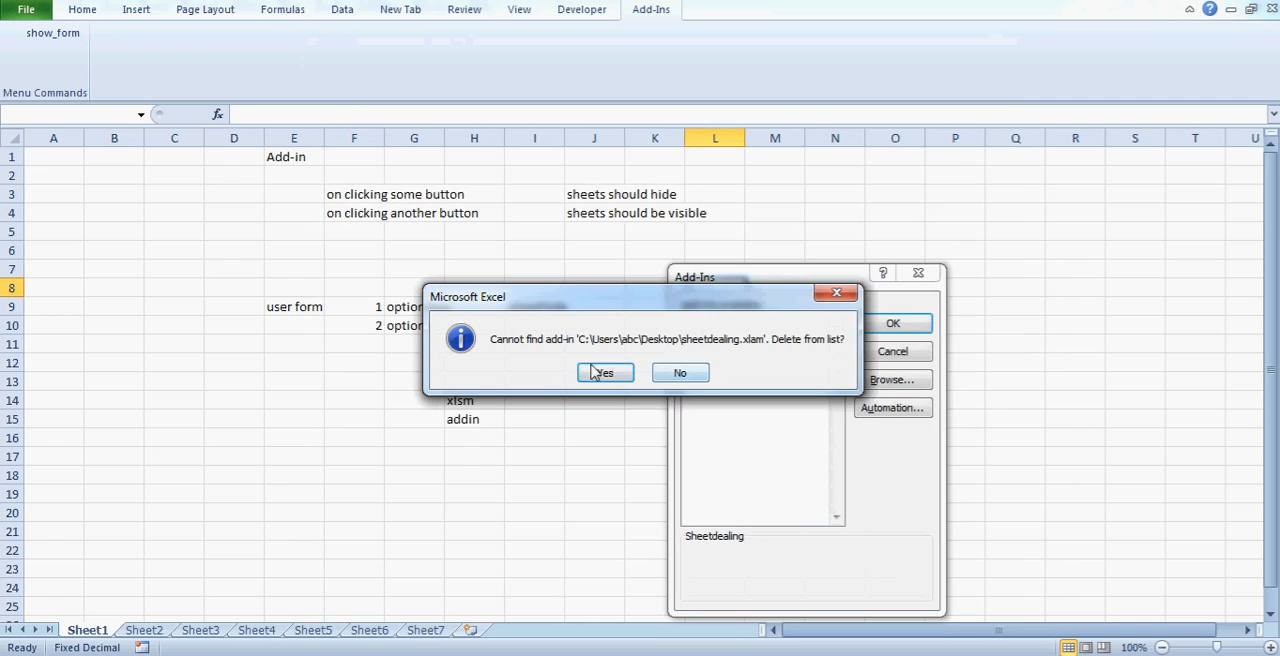 File Home Insert Page Layout Formulas Data New Tab Review View Developer Add-Ins
show_form
Menu Commands
fx
A B C D E F G H I J K L M N O P Q R S T U
1 Add-in
2
3 on clicking some button sheets should hide
4 on clicking another button sheets should be visible
5
6
7
Add-Ins
8
Microsoft Excel
9 user form 1 option
10 2 option
OK
11
Cannot find add-in 'C:\Users\abc\Desktop\sheetdealing.xlam'. Delete from list?
12
Cancel
Yes No
13
Browse...
14 xlsm
Automation...
15 addin
16
17
18
19
20
21
Sheetdealing
22
23
24
25
Sheet1 Sheet2 Sheet3 Sheet4 Sheet5 Sheet6 Sheet7
Ready Fixed Decimal 100%